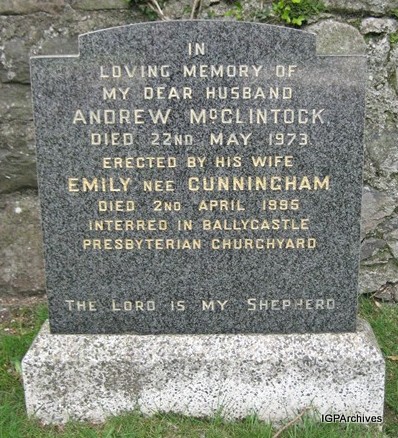 IN
LOVING MEMORY OF
MY DEAR HUSBAND
ANDREW McCLINTOCK
DIED 22ND MAY 1973.
ERECTED BY HIS WIFE
EMILY NEE CUNNINGHAM
DIED 2ND APRIL 1995
INTERRED IN BALLYCASTLE
PRESBYTERIAN CHURCHYARD
THE LORD IS MY SHEPHERD
IGPArchives